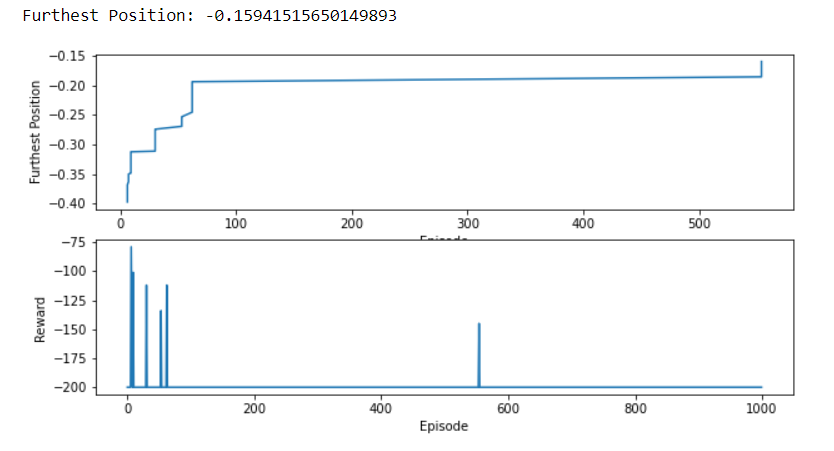 Furthest Position: -0.15941515650149893
−0.15
−0.20
−0.25
−0.30
−0.35
−0.40
Furthest Position
0 100 200 300 400 500
Episode
−75
−100
−125
−150
−175
−200
Reward
0 200 400 600 800 1000
Episode